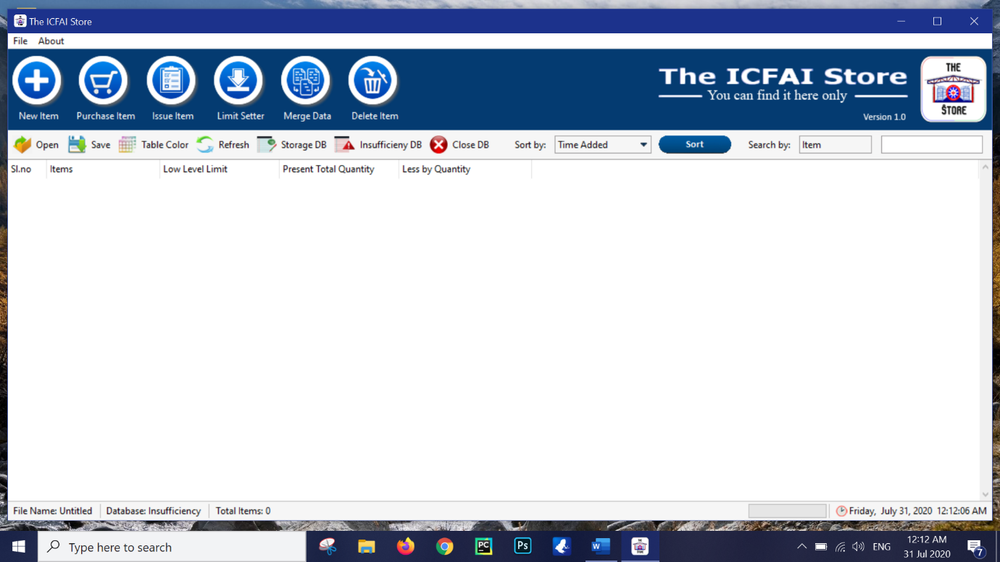 The ICFAI Store
File About
New Item Purchase Item Issue Item Limit Setter Merge Data Delete Item
The ICFAI Store
You can find it here only
Version 1.0
THE
STORE
Open Save Table Color Refresh Storage DB Insufficieny DB Close DB Sort by: Time Added Sort Search by: Item
Sl.no Items Low Level Limit Present Total Quantity Less by Quantity
File Name: Untitled Database: Insufficiency Total Items: 0 Friday, July 31, 2020 12:12:06 AM
Type here to search PC Ps W ENG 12:12 AM
31 Jul 2020 7